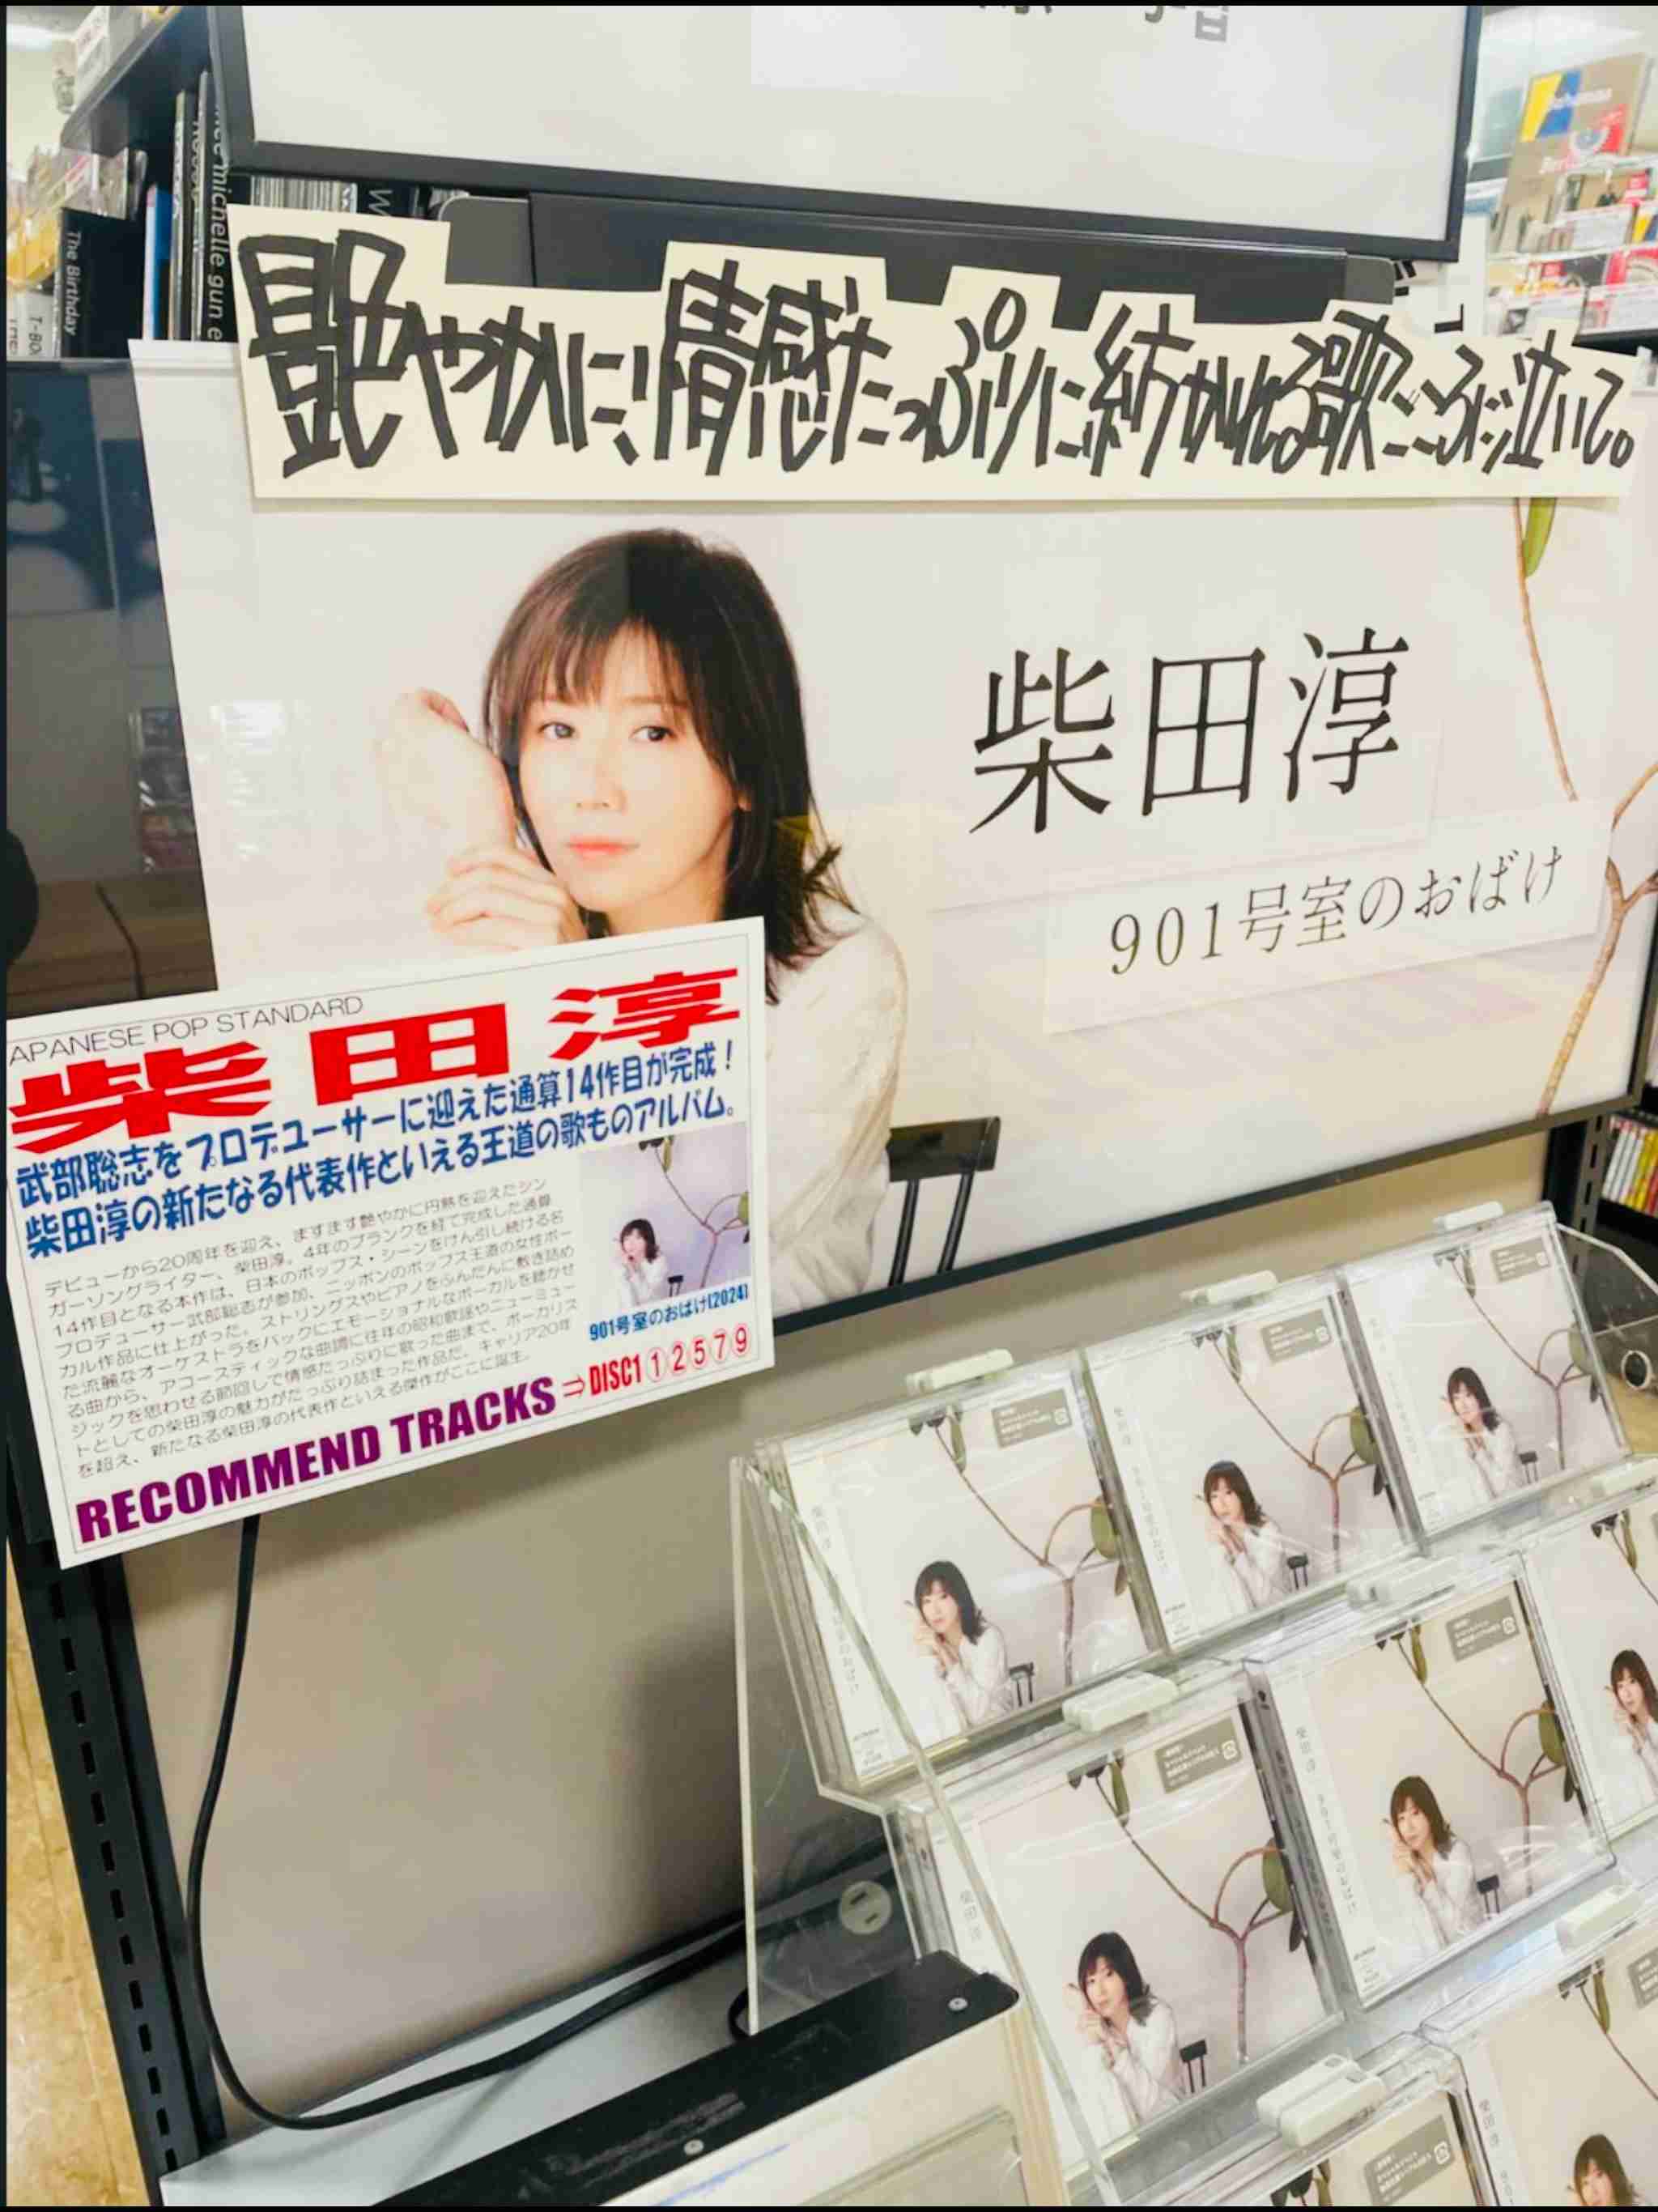 The Birthday
michelle gun e
艶やかに、情感たっぷりに紡がれる歌ごころに泣いて。
柴田淳
901号室のおばけ
APANESE POP STANDARD
柴田淳
武部聡志をプロデューサーに迎えた通算14作目が完成!
柴田淳の新たなる代表作といえる王道の歌ものアルバム。
デビューから20周年を迎え、ますます艶やかに円熟を迎えたシン
ガーソングライター、柴田淳。4年のブランクを経て完成した通算
14作目となる本作は、日本のポップス・シーンをけん引し続ける名
プロデューサー武部聡志が参加、ニッポンのポップス王道の女性ボー
カル作品に仕上がった。ストリングスやピアノをふんだんに敷き詰め
た流麗なオーケストラをバックにエモーショナルなボーカルを聴かせ
る曲から、アコースティックな曲調に往年の昭和歌謡やニューミュー
ジックを思わせる節回しで情感たっぷりに歌った曲まで、ボーカリス
トとしての柴田淳の魅力がたっぷり詰まった作品だ。キャリア20年
を超え、新たなる柴田淳の代表作といえる傑作がここに誕生。
901号室のおばけ[2024]
RECOMMEND TRACKS⇒DISC1①②⑤⑦⑨